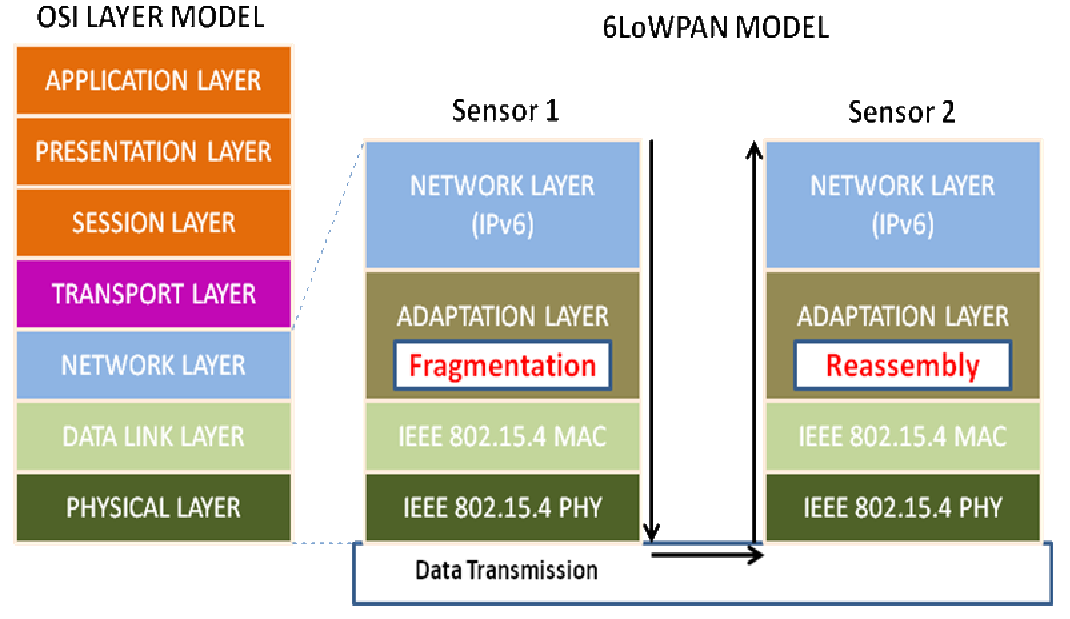 OSI LAYER MODEL
APPLICATION LAYER
PRESENTATION LAYER
SESSION LAYER
TRANSPORT LAYER
NETWORK LAYER
DATA LINK LAYER
PHYSICAL LAYER
6LoWPAN MODEL
Sensor 1
NETWORK LAYER
(IPv6)
ADAPTATION LAYER
Fragmentation
IEEE 802.15.4 MAC
IEEE 802.15.4 PHY
Sensor 2
NETWORK LAYER
(IPv6)
ADAPTATION LAYER
Reassembly
IEEE 802.15.4 MAC
IEEE 802.15.4 PHY
Data Transmission